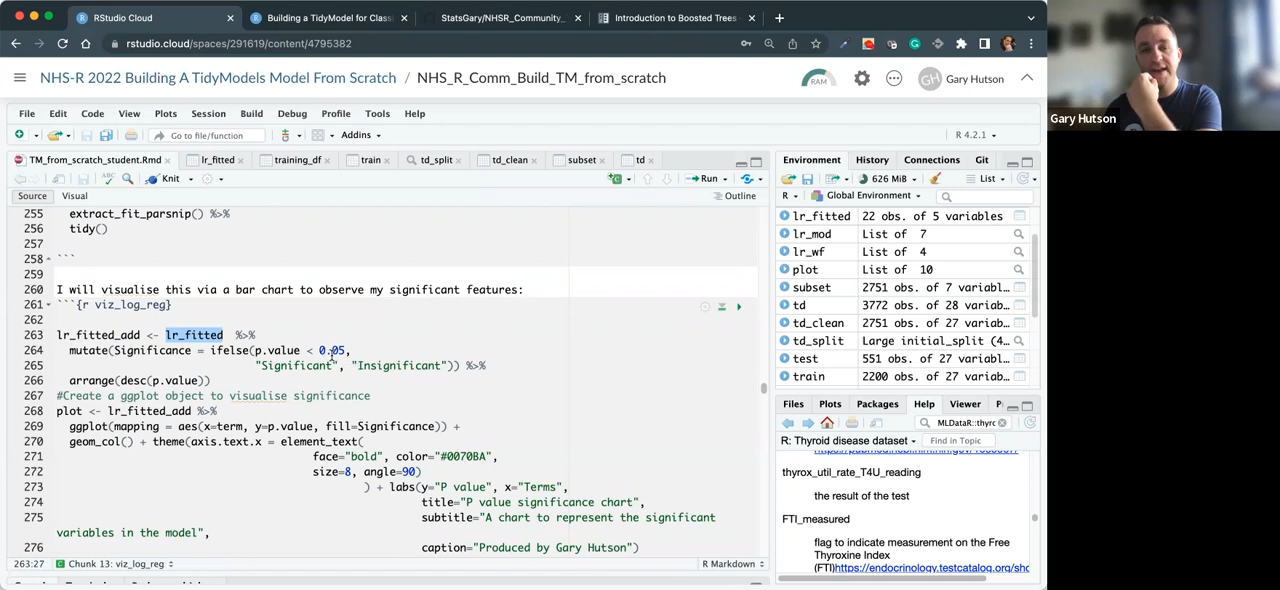 RStudio Cloud
Building a TidyModel for Class
StatsGary/NHSR_Community_
Introduction to Boosted Trees
rstudio.cloud/spaces/291619/content/4795382
NHS-R 2022 Building A TidyModels Model From Scratch / NHS_R_Comm_Build_TM_from_scratch
RAM
GH
Gary Hutson
Gary Hutson
File Edit Code View Plots Session Build Debug Profile Tools Help
Go to file/function
Addins
R 4.2.1
TM_from_scratch_student.Rmd
lr_fitted
training_df
train
td_split
td_clean
subset
td
ABC
Knit
Run
Source Visual
Outline
255 extract_fit_parsnip() %>%
256 tidy()
257
258 ```
259
260 I will visualise this via a bar chart to observe my significant features:
261 ```{r viz_log_reg}
262
263 lr_fitted_add <- lr_fitted %>%
264 mutate(Significance = ifelse(p.value < 0.05,
265 "Significant", "Insignificant")) %>%
266 arrange(desc(p.value))
267 #Create a ggplot object to visualise significance
268 plot <- lr_fitted_add %>%
269 ggplot(mapping = aes(x=term, y=p.value, fill=Significance)) +
270 geom_col() + theme(axis.text.x = element_text(
271 face="bold", color="#0070BA",
272 size=8, angle=90)
273 ) + labs(y="P value", x="Terms",
274 title="P value significance chart",
275 subtitle="A chart to represent the significant
variables in the model",
276 caption="Produced by Gary Hutson")
263:27
Chunk 13: viz_log_reg
R Markdown
Environment History Connections Git
626 MiB
List
R
Global Environment
lr_fitted 22 obs. of 5 variables
lr_mod List of 7
lr_wf List of 4
plot List of 10
subset 2751 obs. of 7 variabl…
td 3772 obs. of 28 variab…
td_clean 2751 obs. of 27 variab…
td_split Large initial_split (4…
test 551 obs. of 27 variab…
train 2200 obs. of 27 variab…
Files Plots Packages Help Viewer
MLDataR::thyrc
R: Thyroid disease dataset
Find in Topic
thyrox_util_rate_T4U_reading
the result of the test
FTI_measured
flag to indicate measurement on the Free
Thyroxine Index
(FTI)https://endocrinology.testcatalog.org/sho